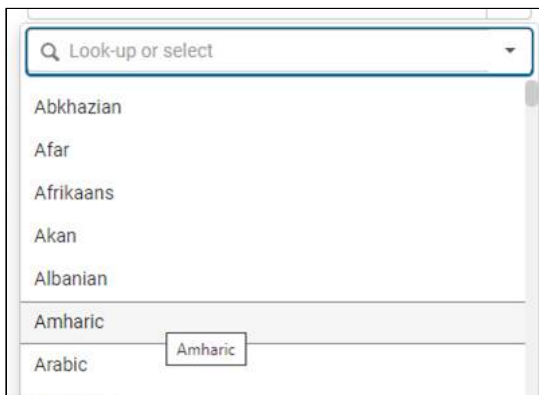 Look-up or select
Abkhazian
Afar
Afrikaans
Akan
Albanian
Amharic
Amharic
Arabic